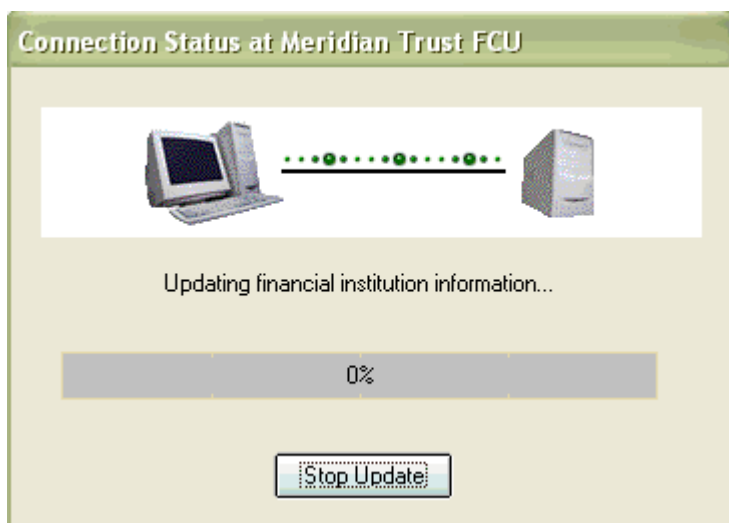 Connection Status at Meridian Trust FCU
Updating financial institution information...
0%
Stop Update